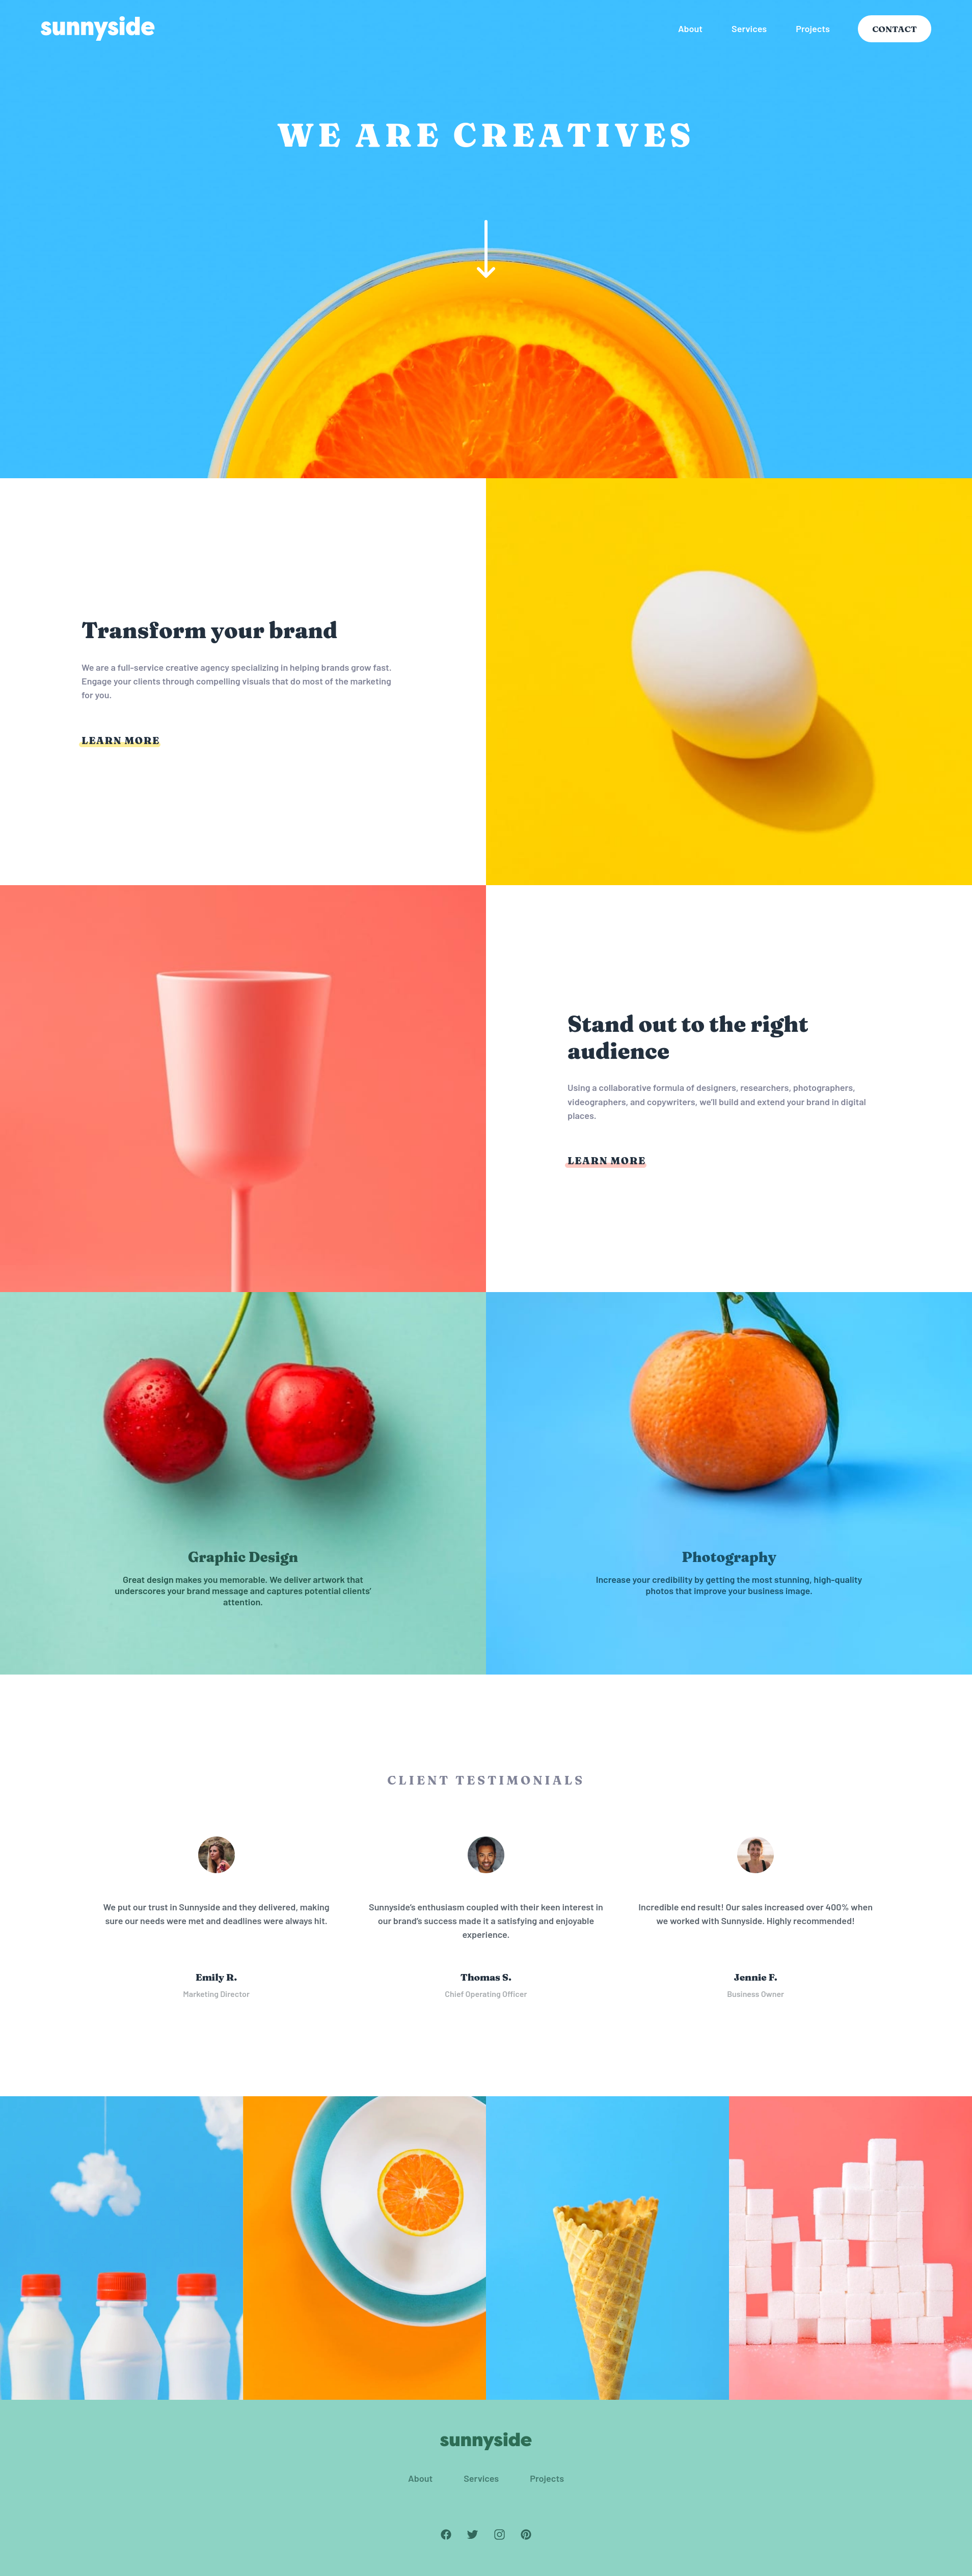 sunnyside
About Services Projects CONTACT
WE ARE CREATIVES
Transform your brand
We are a full-service creative agency specializing in helping brands grow fast.
Engage your clients through compelling visuals that do most of the marketing
for you.
LEARN MORE
Stand out to the right
audience
Using a collaborative formula of designers, researchers, photographers,
videographers, and copywriters, we'll build and extend your brand in digital
places.
LEARN MORE
Graphic Design
Great design makes you memorable. We deliver artwork that
underscores your brand message and captures potential clients'
attention.
Photography
Increase your credibility by getting the most stunning, high-quality
photos that improve your business image.
CLIENT TESTIMONIALS
We put our trust in Sunnyside and they delivered, making
sure our needs were met and deadlines were always hit.
Emily R.
Marketing Director
Sunnyside's enthusiasm coupled with their keen interest in
our brand's success made it a satisfying and enjoyable
experience.
Thomas S.
Chief Operating Officer
Incredible end result! Our sales increased over 400% when
we worked with Sunnyside. Highly recommended!
Jennie F.
Business Owner
sunnyside
About Services Projects